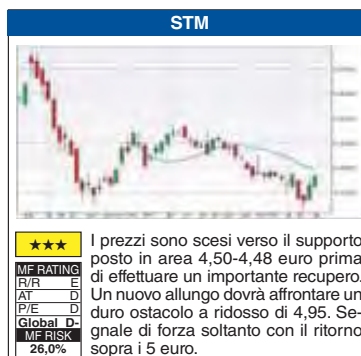 STM
★★★
MF RATING
R/R E
AT D
P/E D
Global D-
MF RISK
26,0%
I prezzi sono scesi verso il supporto
posto in area 4,50-4,48 euro prima
di effettuare un importante recupero.
Un nuovo allungo dovrà affrontare un
duro ostacolo a ridosso di 4,95. Se-
gnale di forza soltanto con il ritorno
sopra i 5 euro.